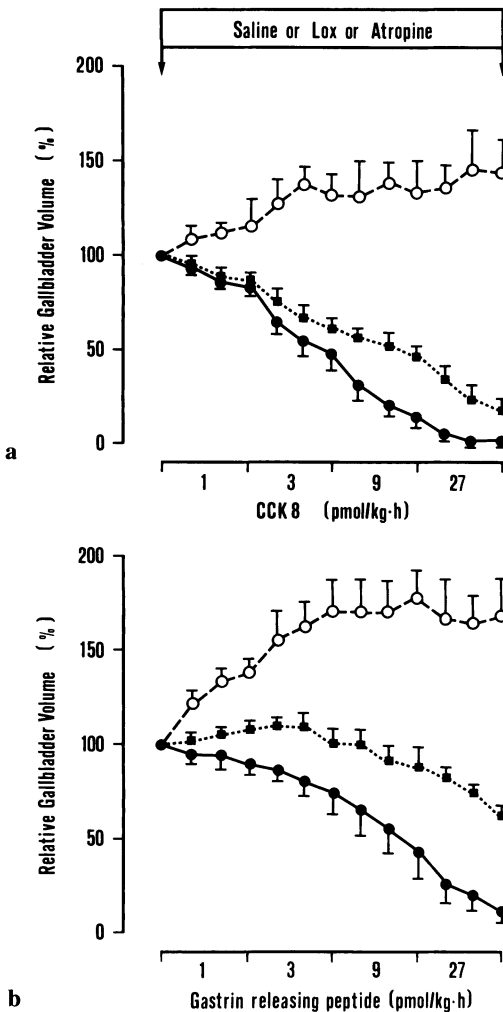 Saline or Lox or Atropine
Relative Gallbladder Volume (%)
200
150
100
50
0
a
1 3 9 27
CCK 8 (pmol/kg·h)
Relative Gallbladder Volume (%)
200
150
100
50
0
1 3 9 27
b
Gastrin releasing peptide (pmol/kg·h)